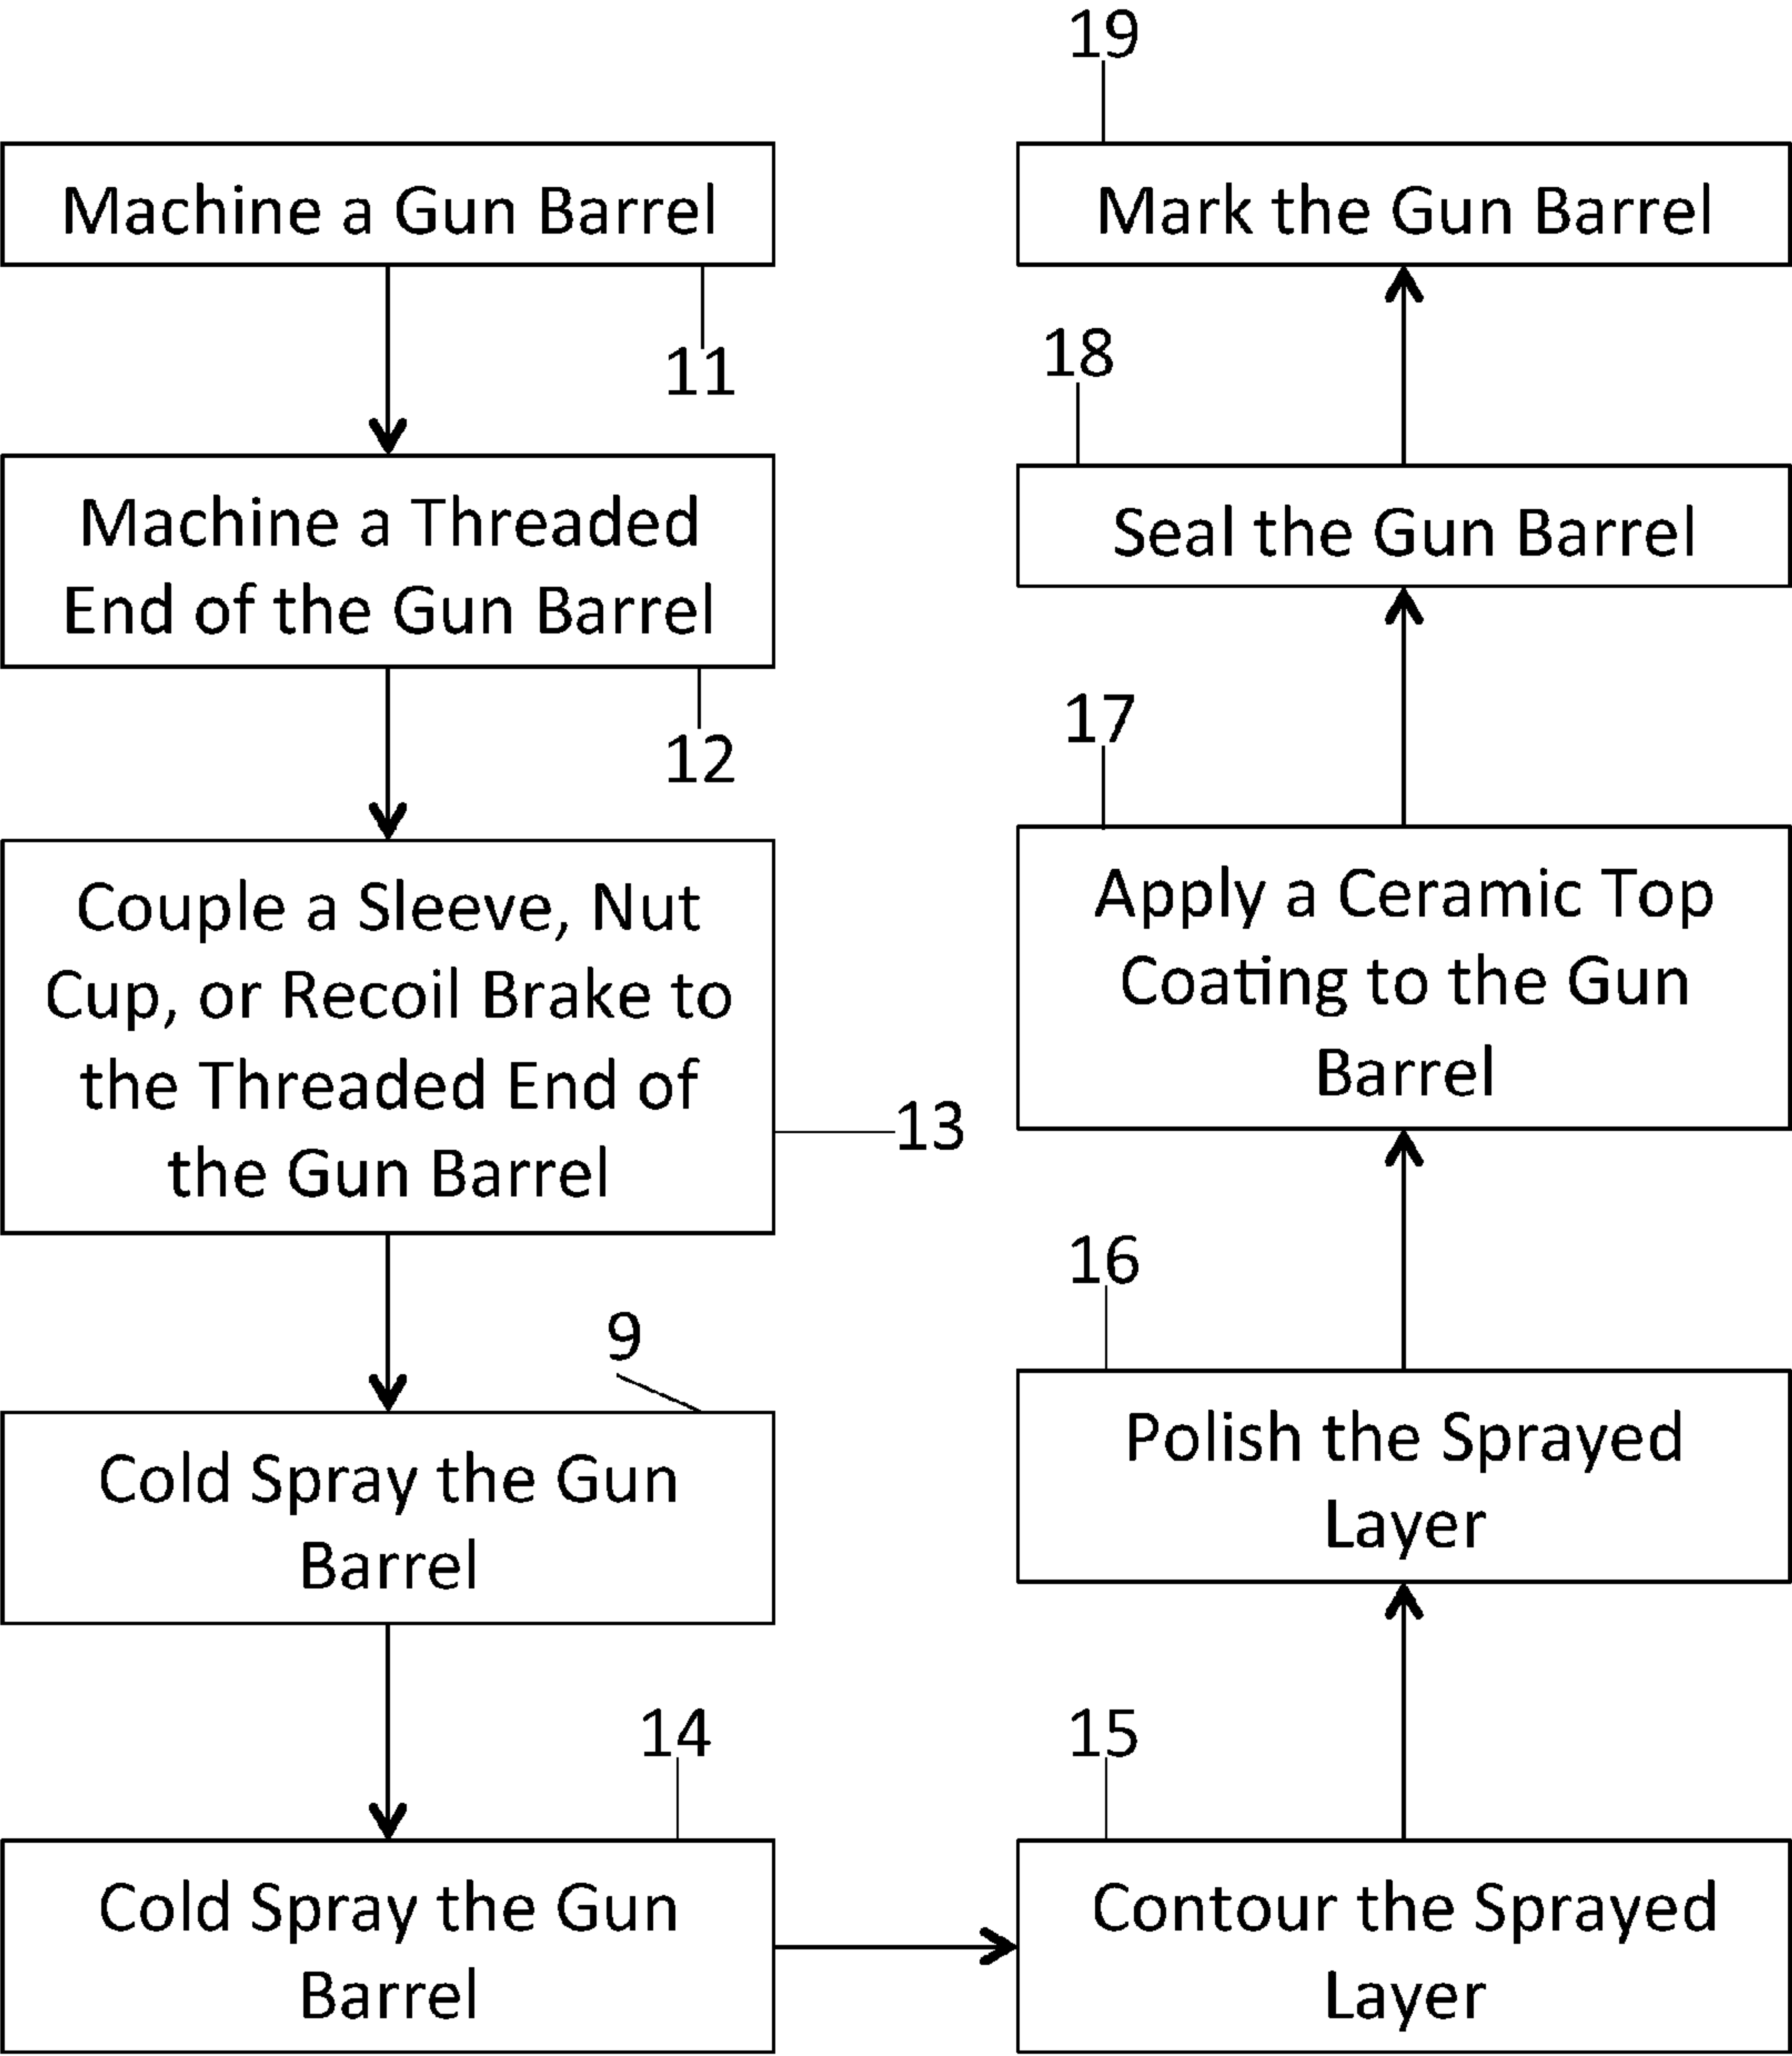 Machine a Gun Barrel
11
Machine a Threaded
End of the Gun Barrel
12
Couple a Sleeve, Nut
Cup, or Recoil Brake to
the Threaded End of
the Gun Barrel
13
9
Cold Spray the Gun
Barrel
14
Cold Spray the Gun
Barrel
15
Contour the Sprayed
Layer
16
Polish the Sprayed
Layer
17
Apply a Ceramic Top
Coating to the Gun
Barrel
18
Seal the Gun Barrel
19
Mark the Gun Barrel